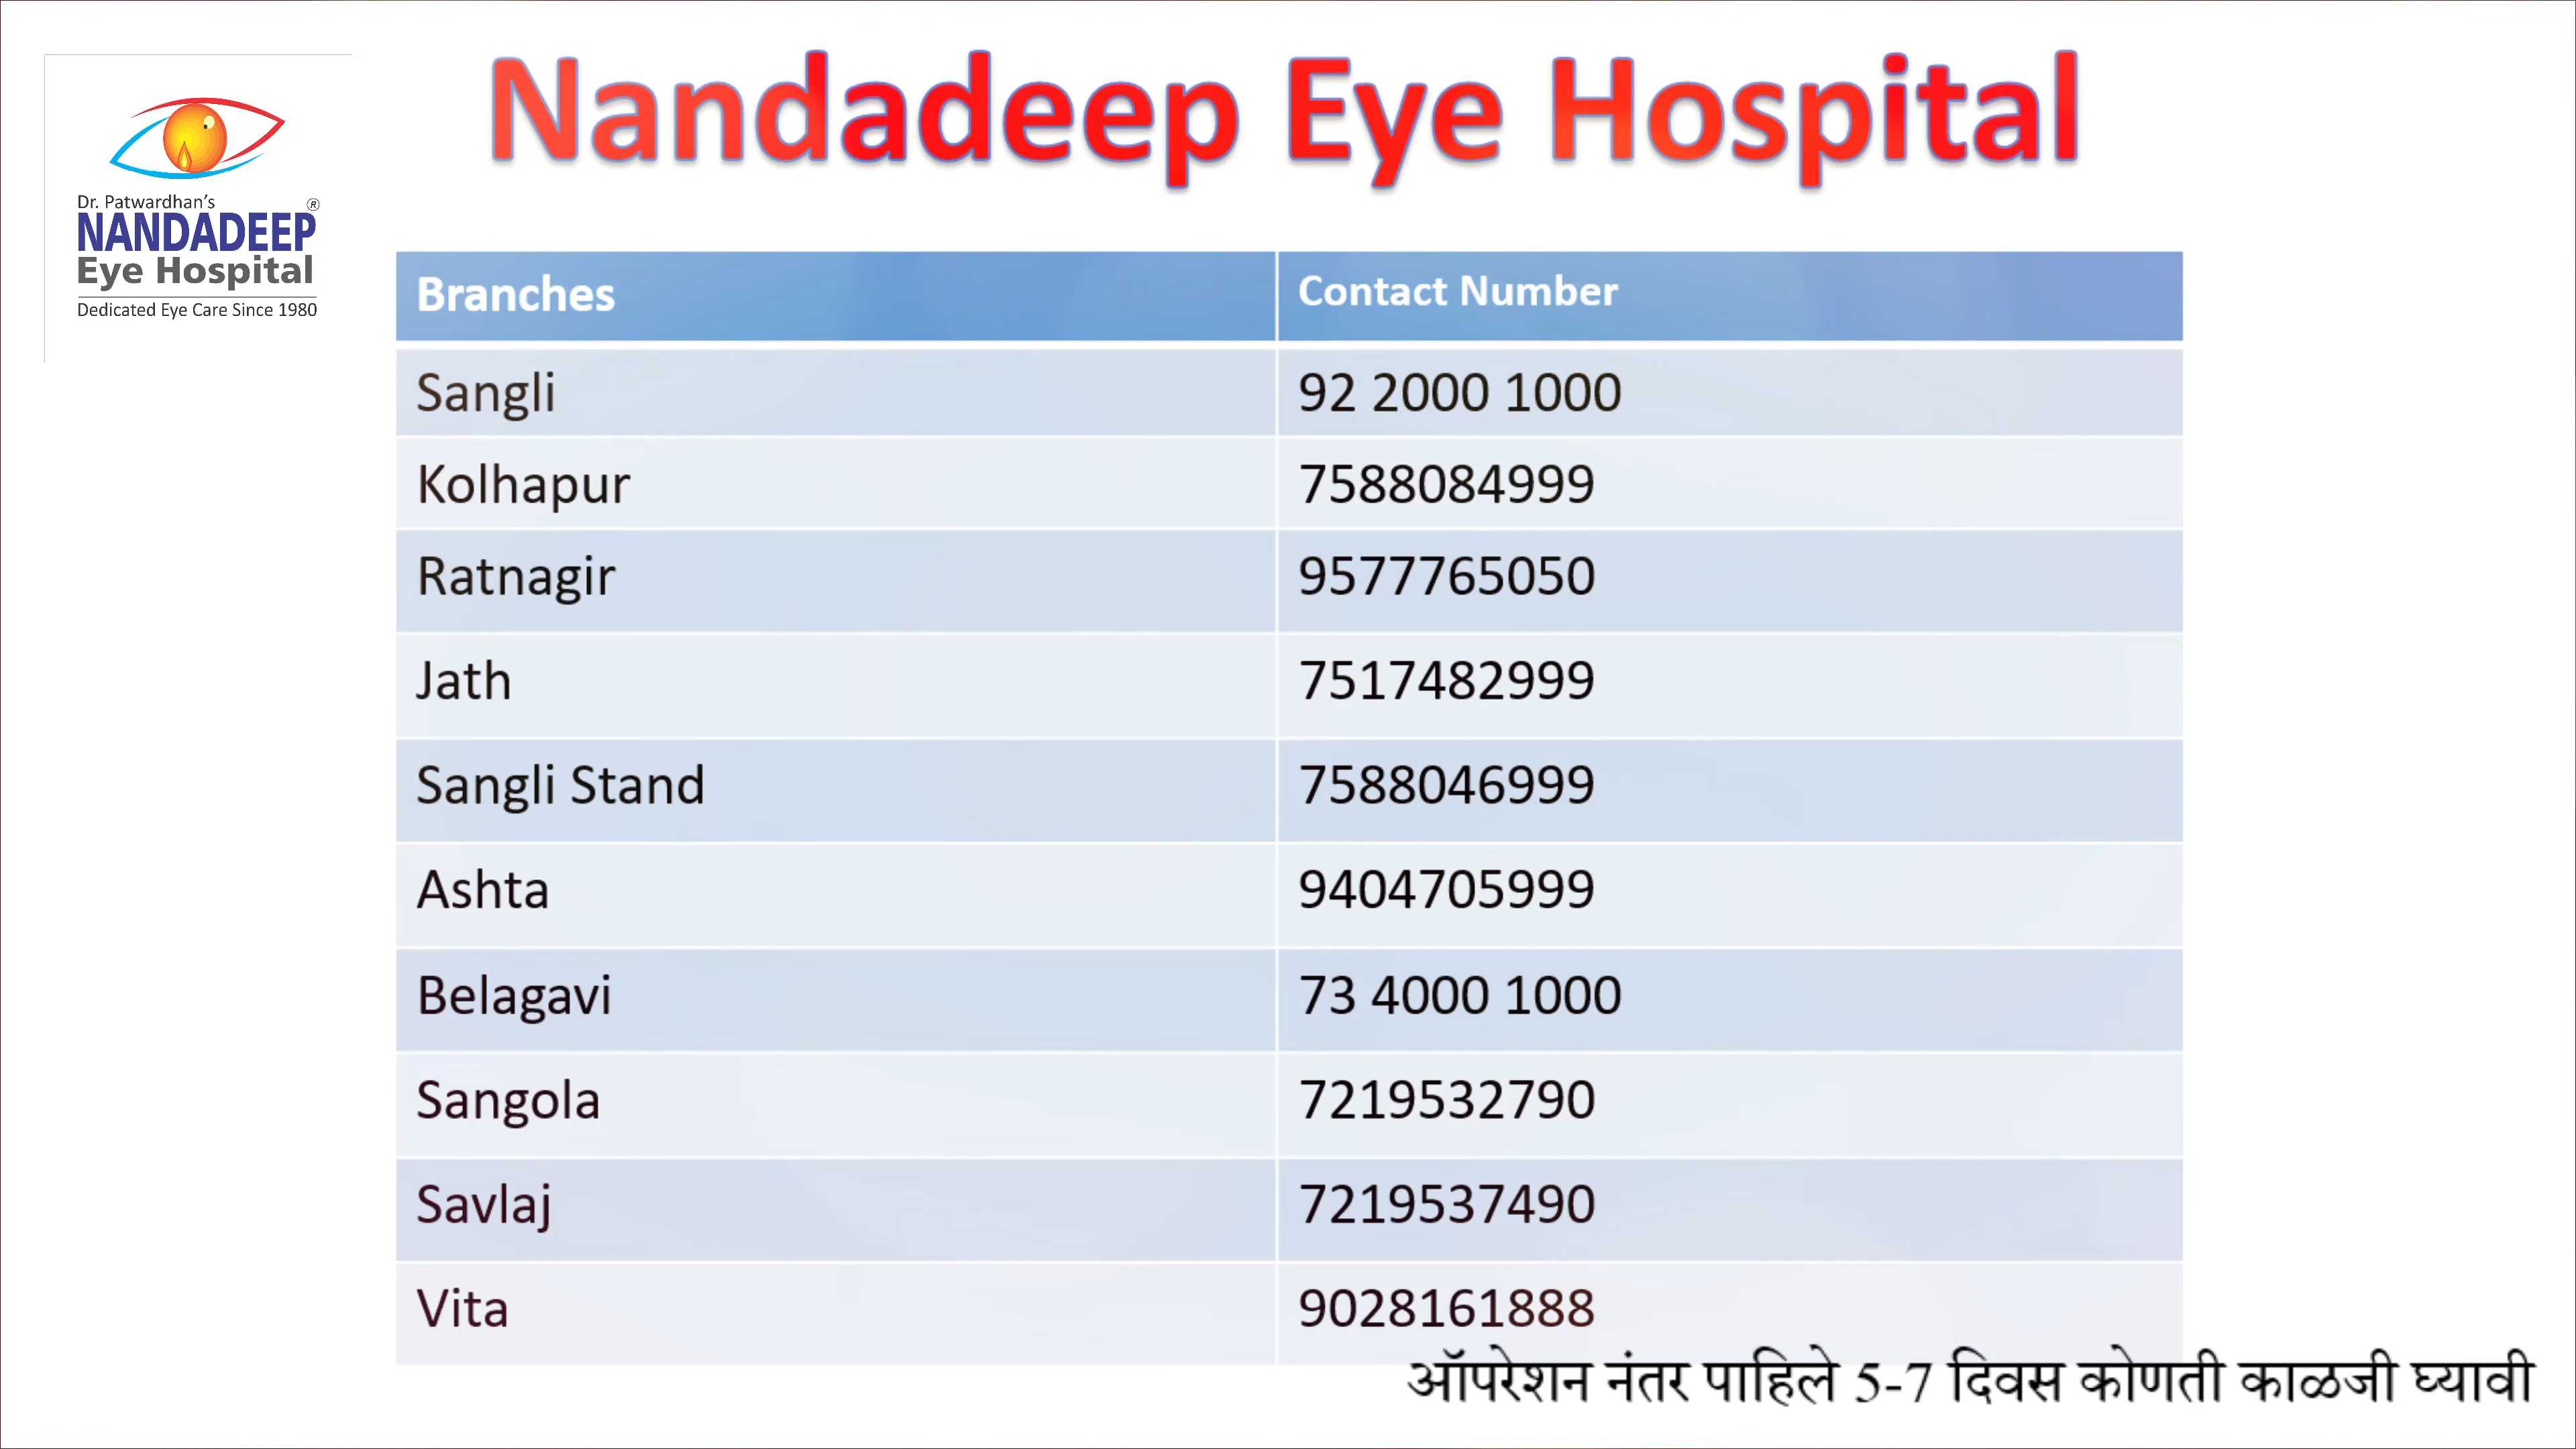 Nandadeep Eye Hospital
Dr. Patwardhan's
NANDADEEP®
Eye Hospital
Dedicated Eye Care Since 1980
Branches Contact Number
Sangli 92 2000 1000
Kolhapur 7588084999
Ratnagir 9577765050
Jath 7517482999
Sangli Stand 7588046999
Ashta 9404705999
Belagavi 73 4000 1000
Sangola 7219532790
Savlaj 7219537490
Vita 9028161888
ऑपरेशन नंतर पाहिले 5-7 दिवस कोणती काळजी घ्यावी